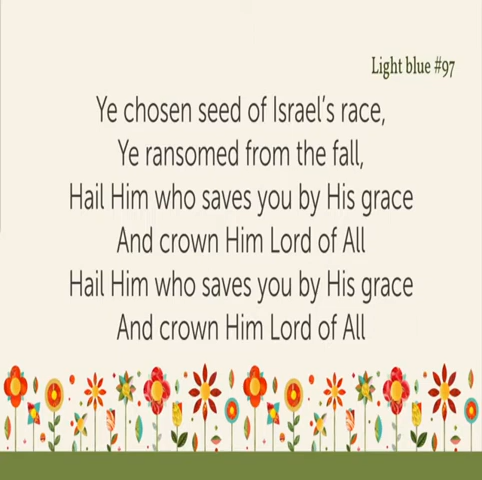 Light blue #97
Ye chosen seed of Israel's race,
Ye ransomed from the fall,
Hail Him who saves you by His grace
And crown Him Lord of All
Hail Him who saves you by His grace
And crown Him Lord of All